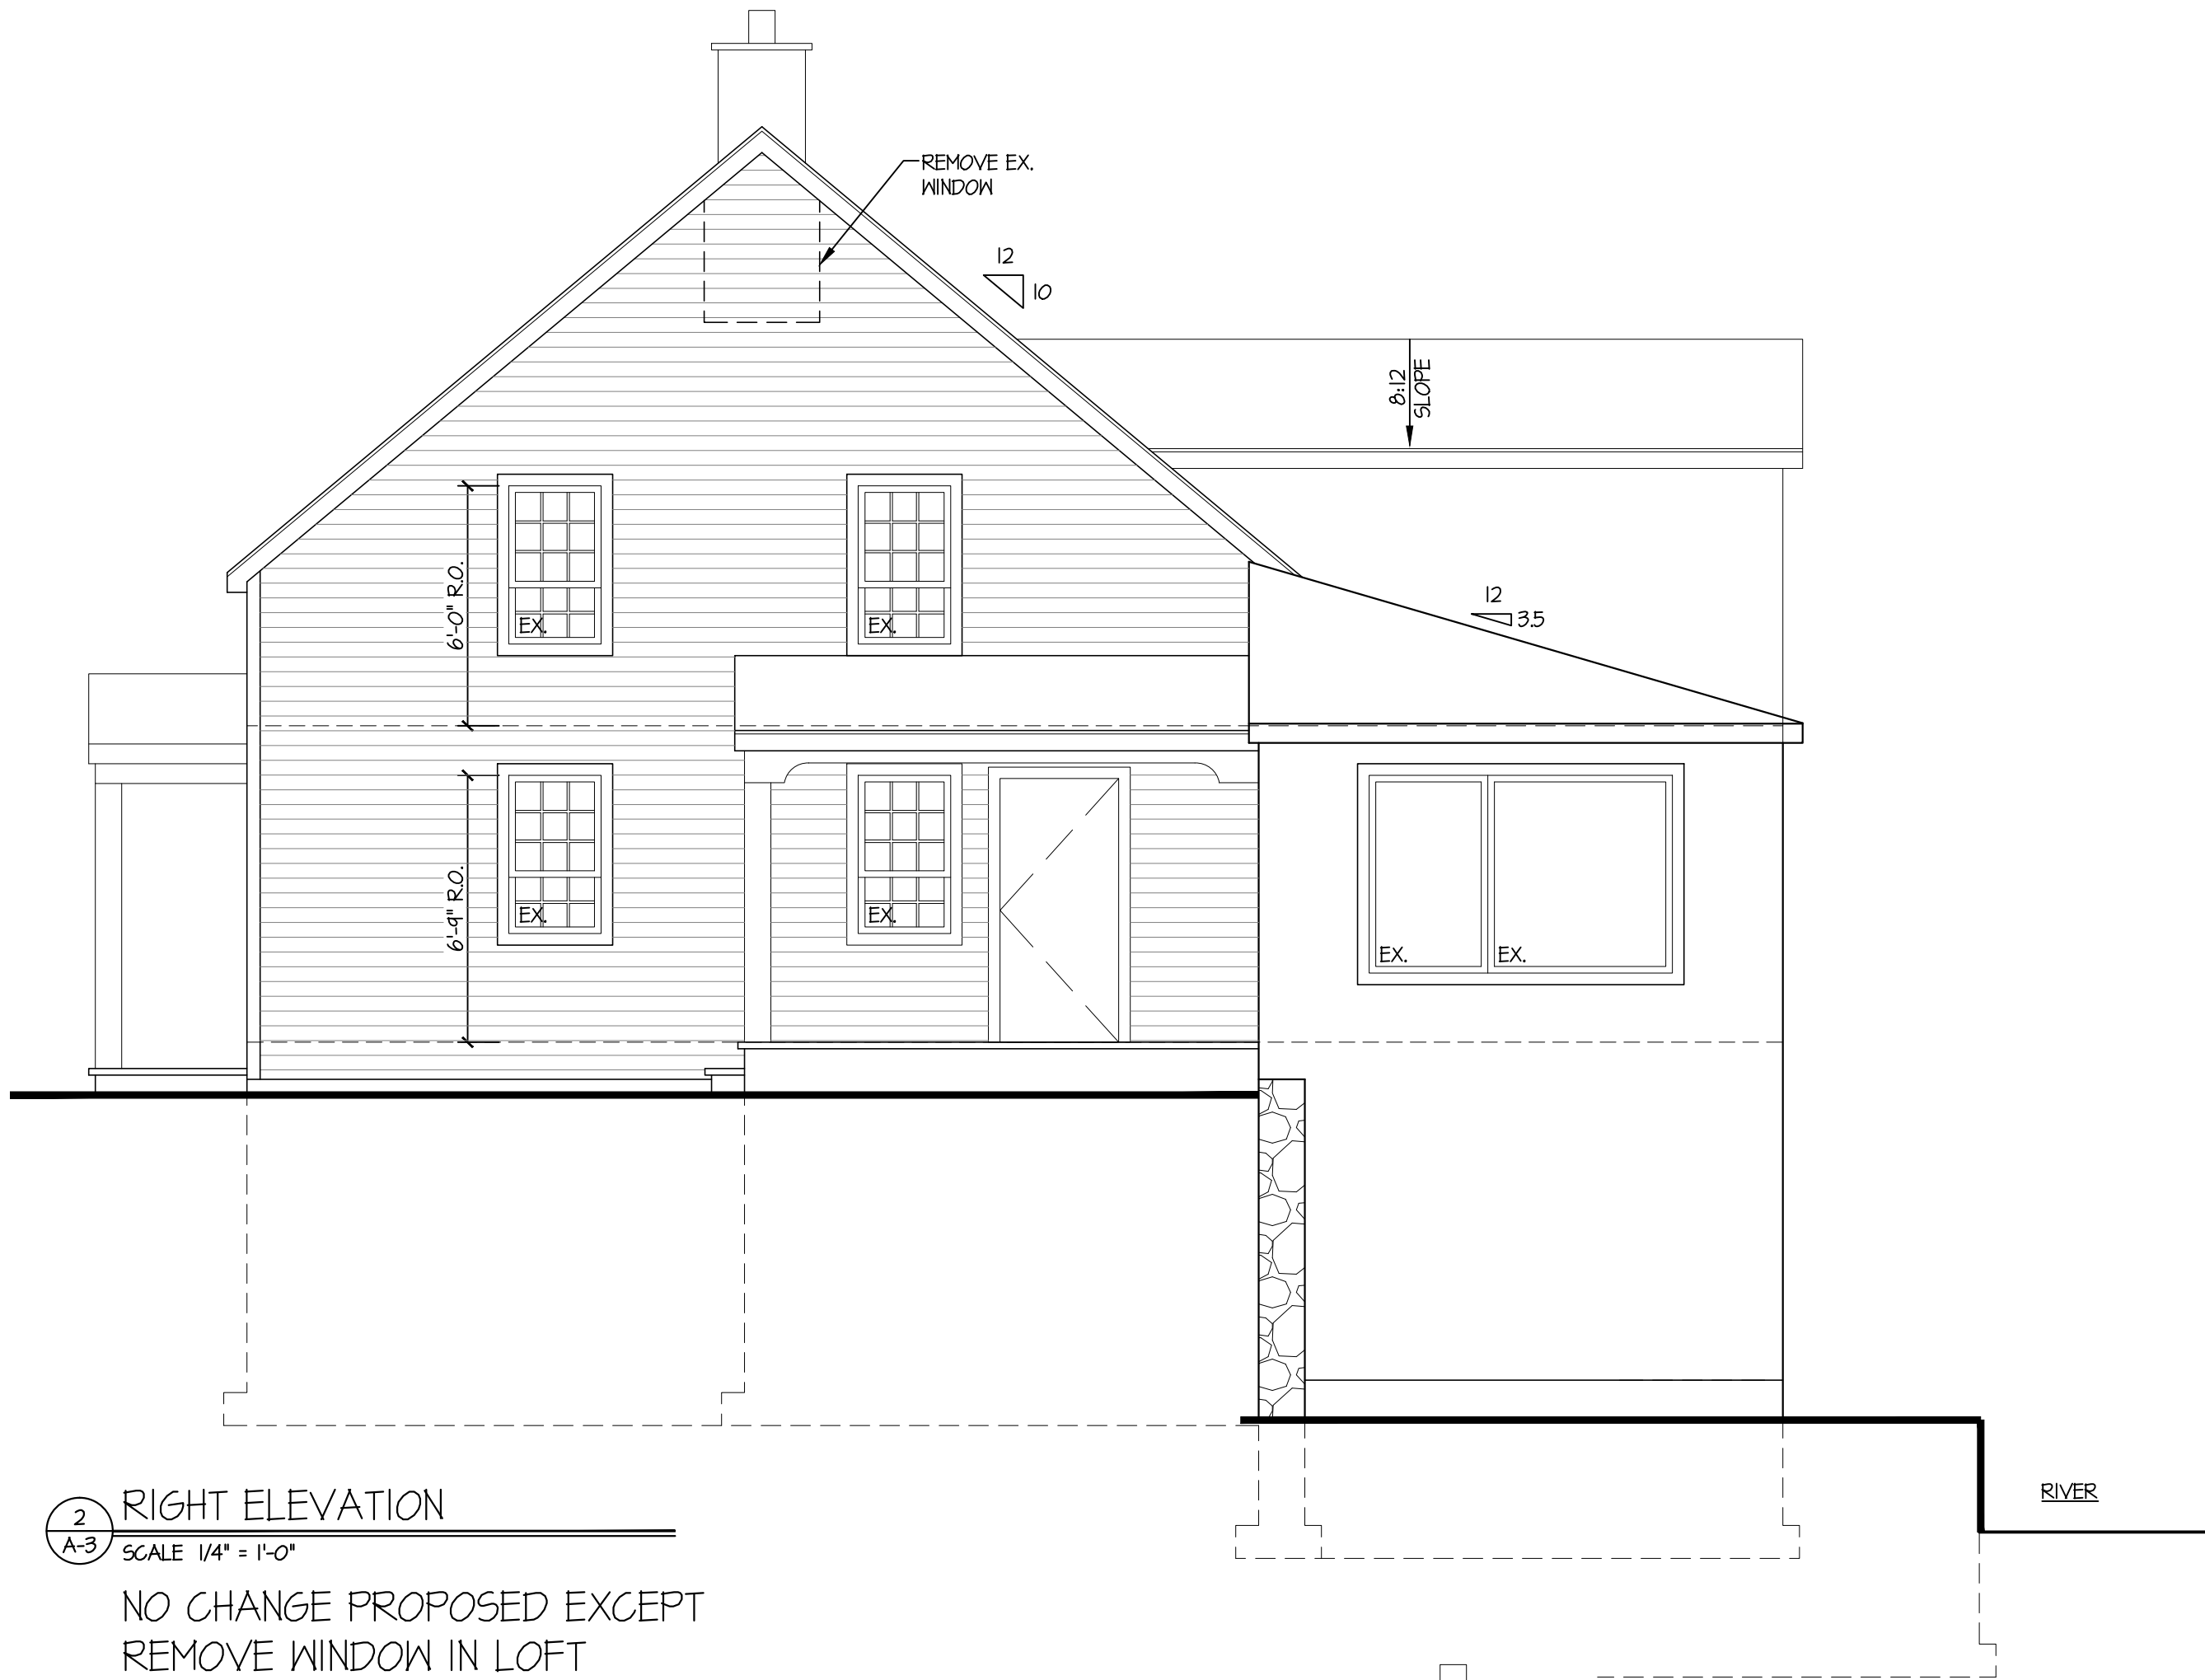 REMOVE EX.
WINDOW
12
10
8:12
SLOPE
12
3.5
6'-0" R.O.
EX.
EX.
6'-9" R.O.
EX.
EX.
EX.
EX.
RIVER
2
A-3
RIGHT ELEVATION
SCALE 1/4" = 1'-0"
NO CHANGE PROPOSED EXCEPT
REMOVE WINDOW IN LOFT